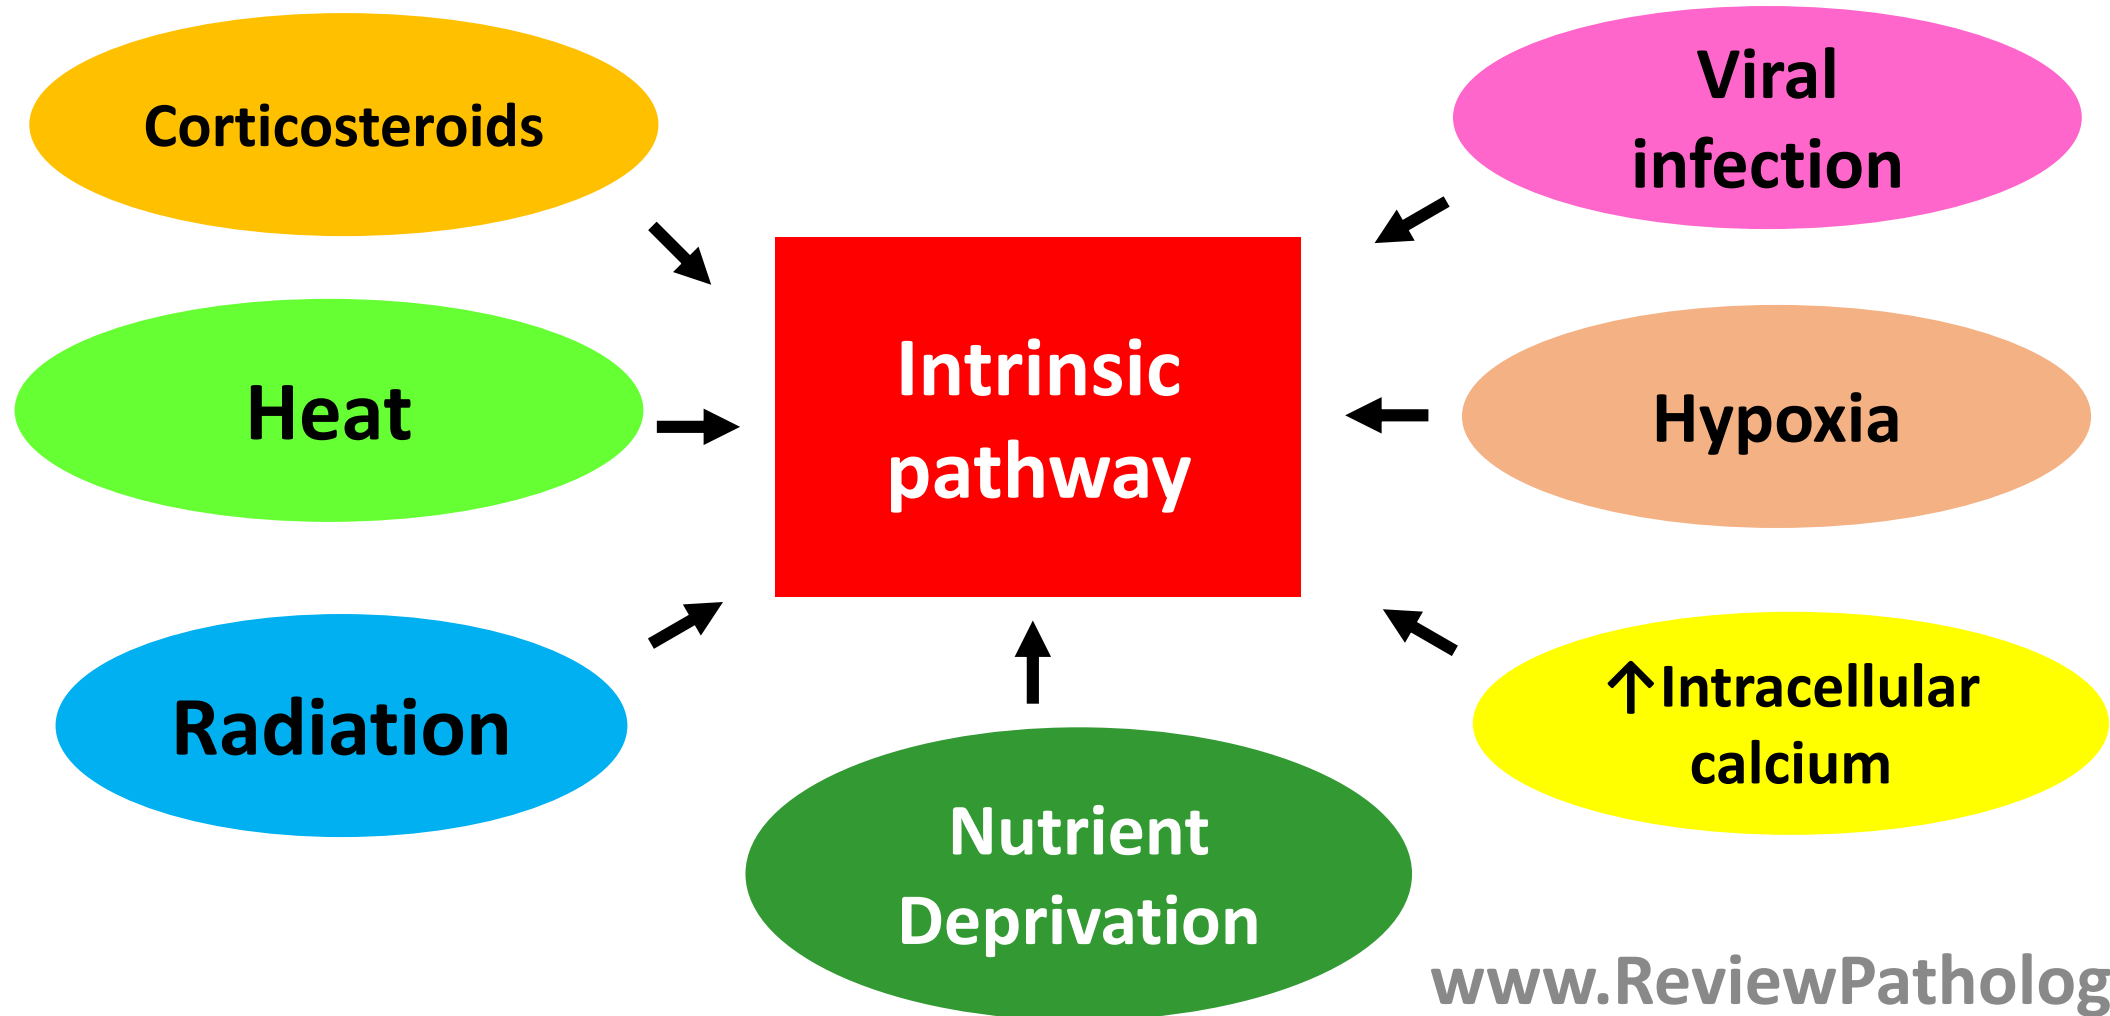 Corticosteroids
Viral
infection
Heat
Intrinsic
pathway
Hypoxia
Radiation
↑Intracellular
calcium
Nutrient
Deprivation
www.ReviewPatholog